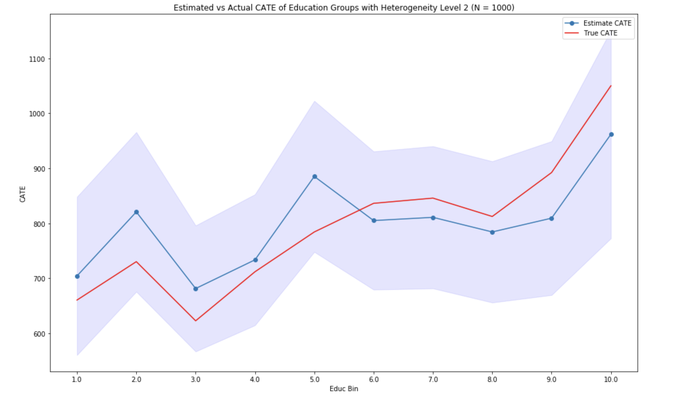 Estimated vs Actual CATE of Education Groups with Heterogeneity Level 2 (N = 1000)
Estimate CATE
True CATE
1100
1000
900
800
700
600
CATE
1.0 2.0 3.0 4.0 5.0 6.0 7.0 8.0 9.0 10.0
Educ Bin